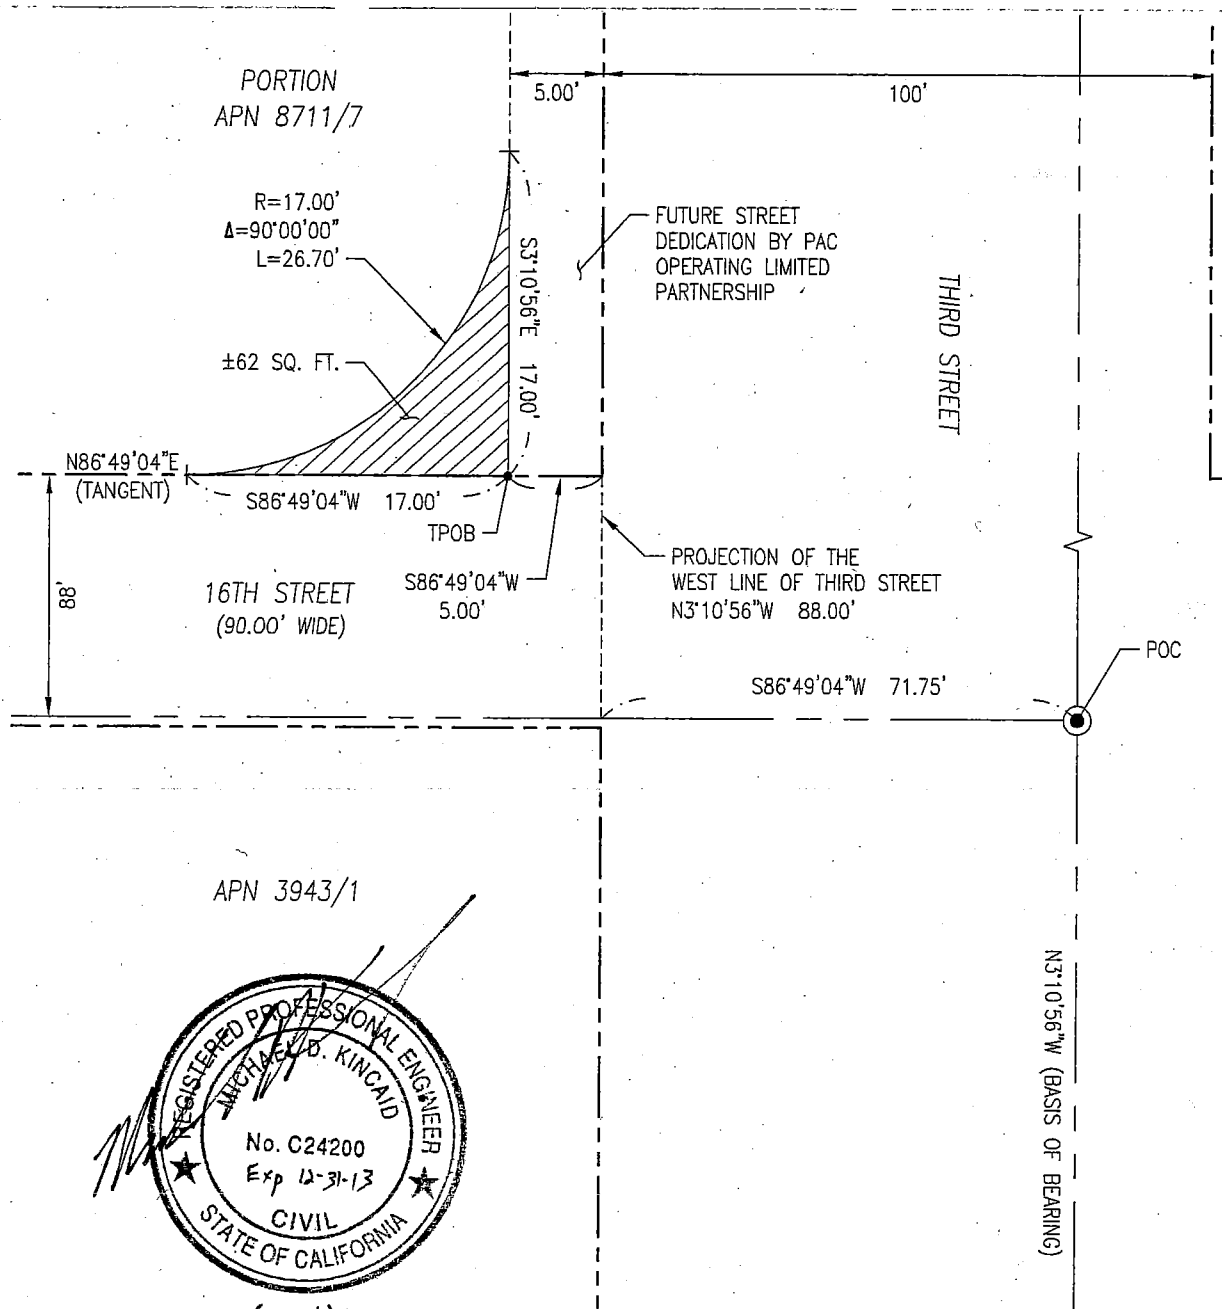 PORTION
APN 8711/7
5.00'
100'
R=17.00'
Δ=90°00'00"
L=26.70'
±62 SQ. FT.
S3°10'56"E 17.00'
FUTURE STREET
DEDICATION BY PAC
OPERATING LIMITED
PARTNERSHIP
THIRD STREET
N86°49'04"E
(TANGENT)
S86°49'04"W 17.00'
TPOB
S86°49'04"W
5.00'
88'
16TH STREET
(90.00' WIDE)
PROJECTION OF THE
WEST LINE OF THIRD STREET
N3°10'56"W 88.00'
POC
S86°49'04"W 71.75'
APN 3943/1
N3°10'56"W (BASIS OF BEARING)
REGISTERED PROFESSIONAL ENGINEER
MICHAEL D. KINCAID
No. C24200
Exp 12-31-13
CIVIL
STATE OF CALIFORNIA